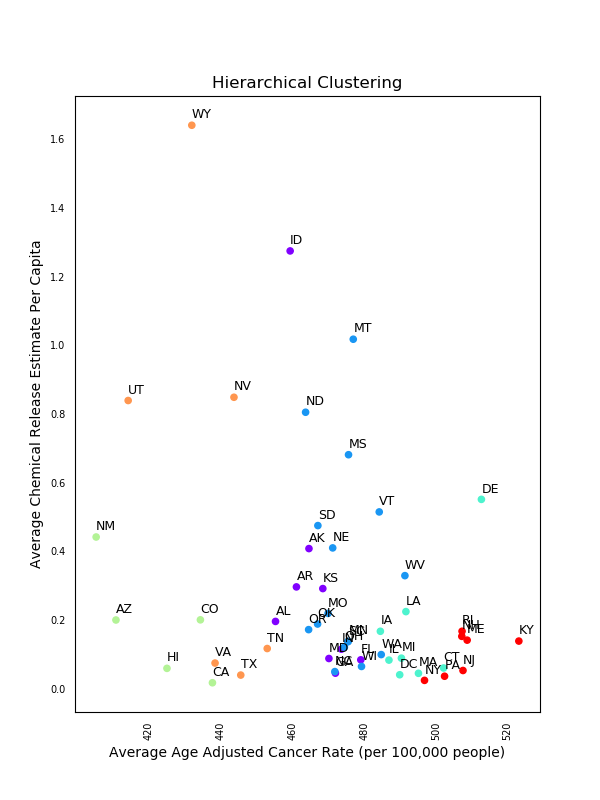 Hierarchical Clustering
WY
1.6
1.4
ID
1.2
MT
1.0
UT
NV
ND
0.8
MS
0.6
DE
VT
SD
NM
AK
NE
0.4
WV
AR
KS
MO
LA
AZ
CO
AL
OK
OR
IA
RI
NH
ME
KY
0.2
MN
TN
FL
WA
IL
MI
VA
WI
HI
TX
DC
MA
CT
CA
NY
PA
NJ
0.0
420
440
460
480
500
520
Average Age Adjusted Cancer Rate (per 100,000 people)
Average Chemical Release Estimate Per Capita